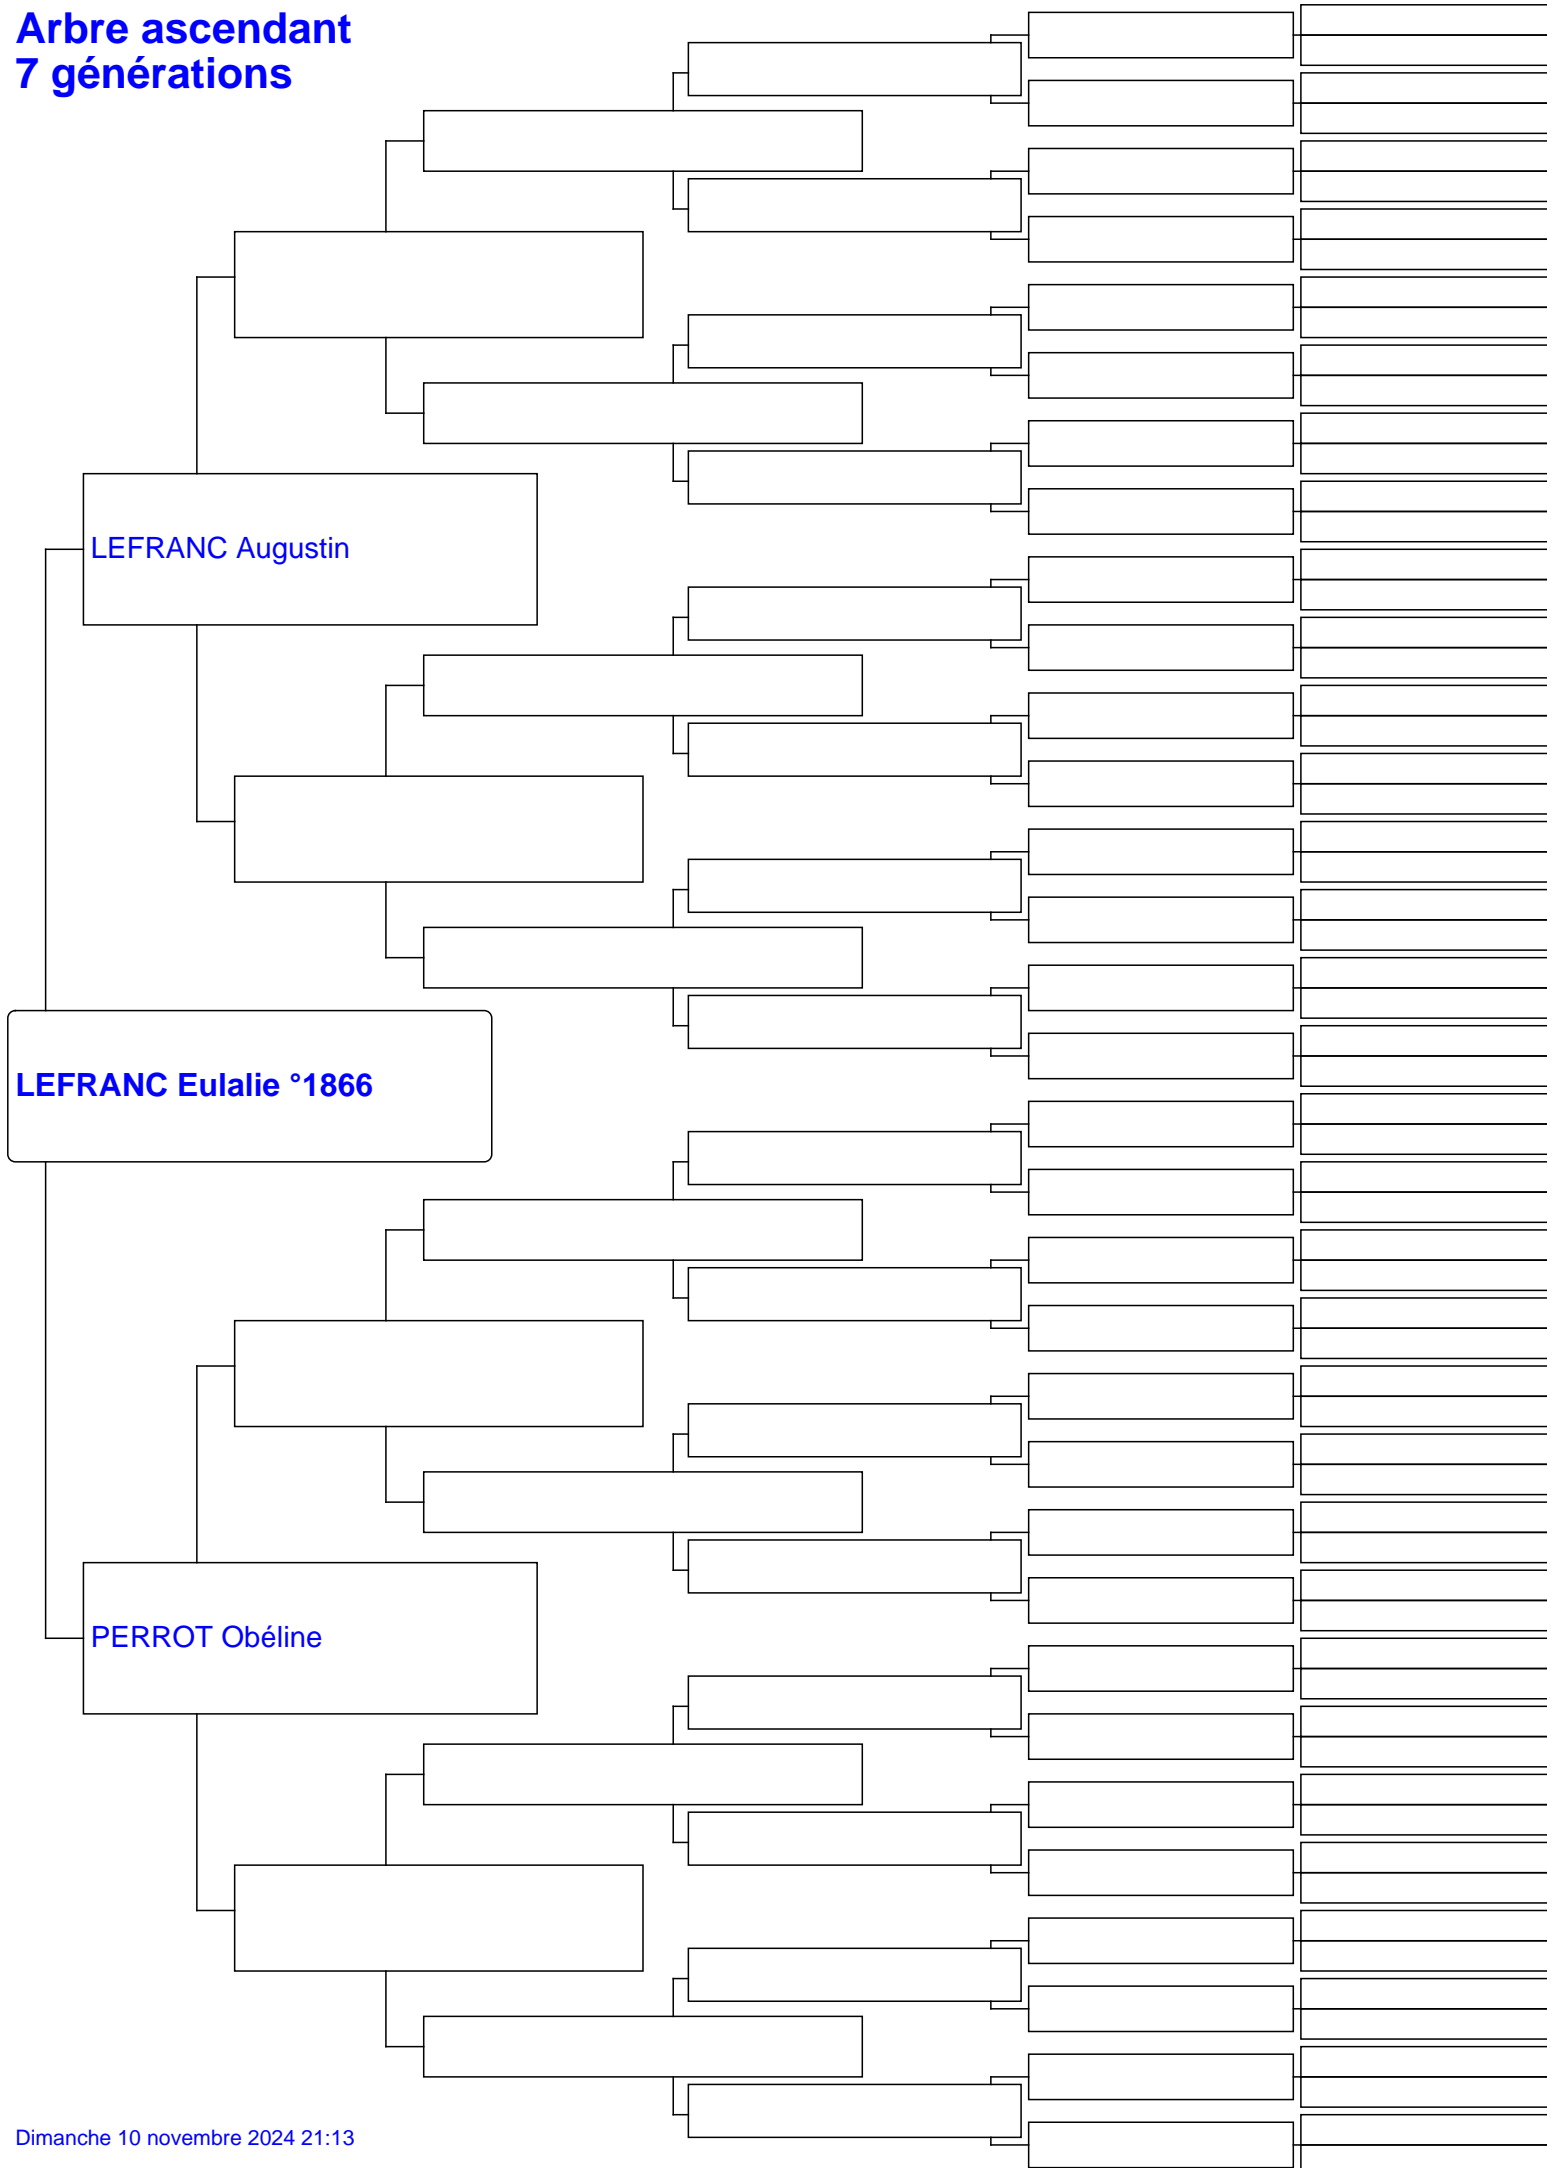 Arbre ascendant
7 générations
LEFRANC Augustin
LEFRANC Eulalie °1866
PERROT Obéline
Dimanche 10 novembre 2024 21:13